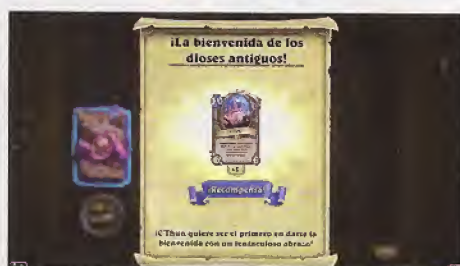 ¡La bienvenida de los
dioses antiguos!
¡Recompensa!
¡C'Thun quiere ser el primero en darte la
bienvenida con un tentaculoso abrazo!